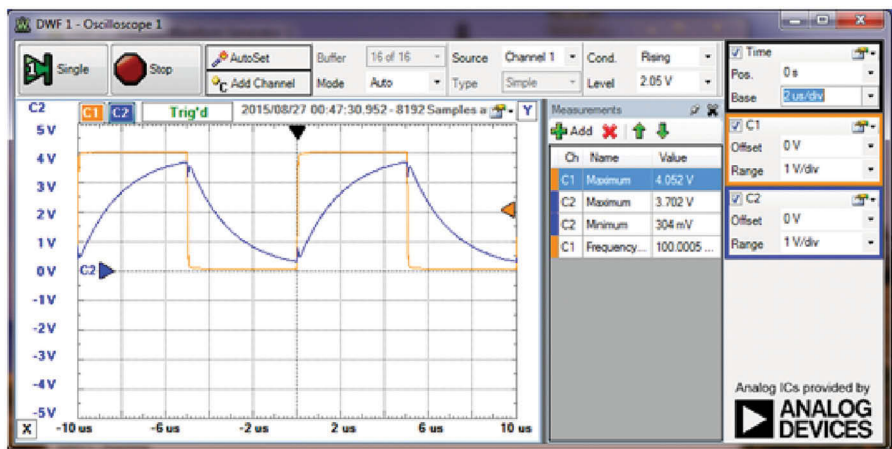 DWF 1 - Oscilloscope 1
Single
Stop
AutoSet
Add Channel
Buffer 16 of 16
Mode Auto
Source Channel 1
Type Simple
Cond. Rising
Level 2.05 V
Time
Pos. 0 s
Base 2 us/div
C2
C1 C2 Trig'd 2015/08/27 00:47:30.952 - 8192 Samples a Y
5 V
4 V
3 V
2 V
1 V
0 V
-1 V
-2 V
-3 V
-4 V
-5 V
C2
X -10 us -6 us -2 us 2 us 6 us 10 us
Measurements
Add
Ch Name Value
C1 Maximum 4.052 V
C2 Maximum 3.702 V
C2 Minimum 304 mV
C1 Frequency... 100.0005 ...
C1
Offset 0 V
Range 1 V/div
C2
Offset 0 V
Range 1 V/div
Analog ICs provided by
ANALOG
DEVICES